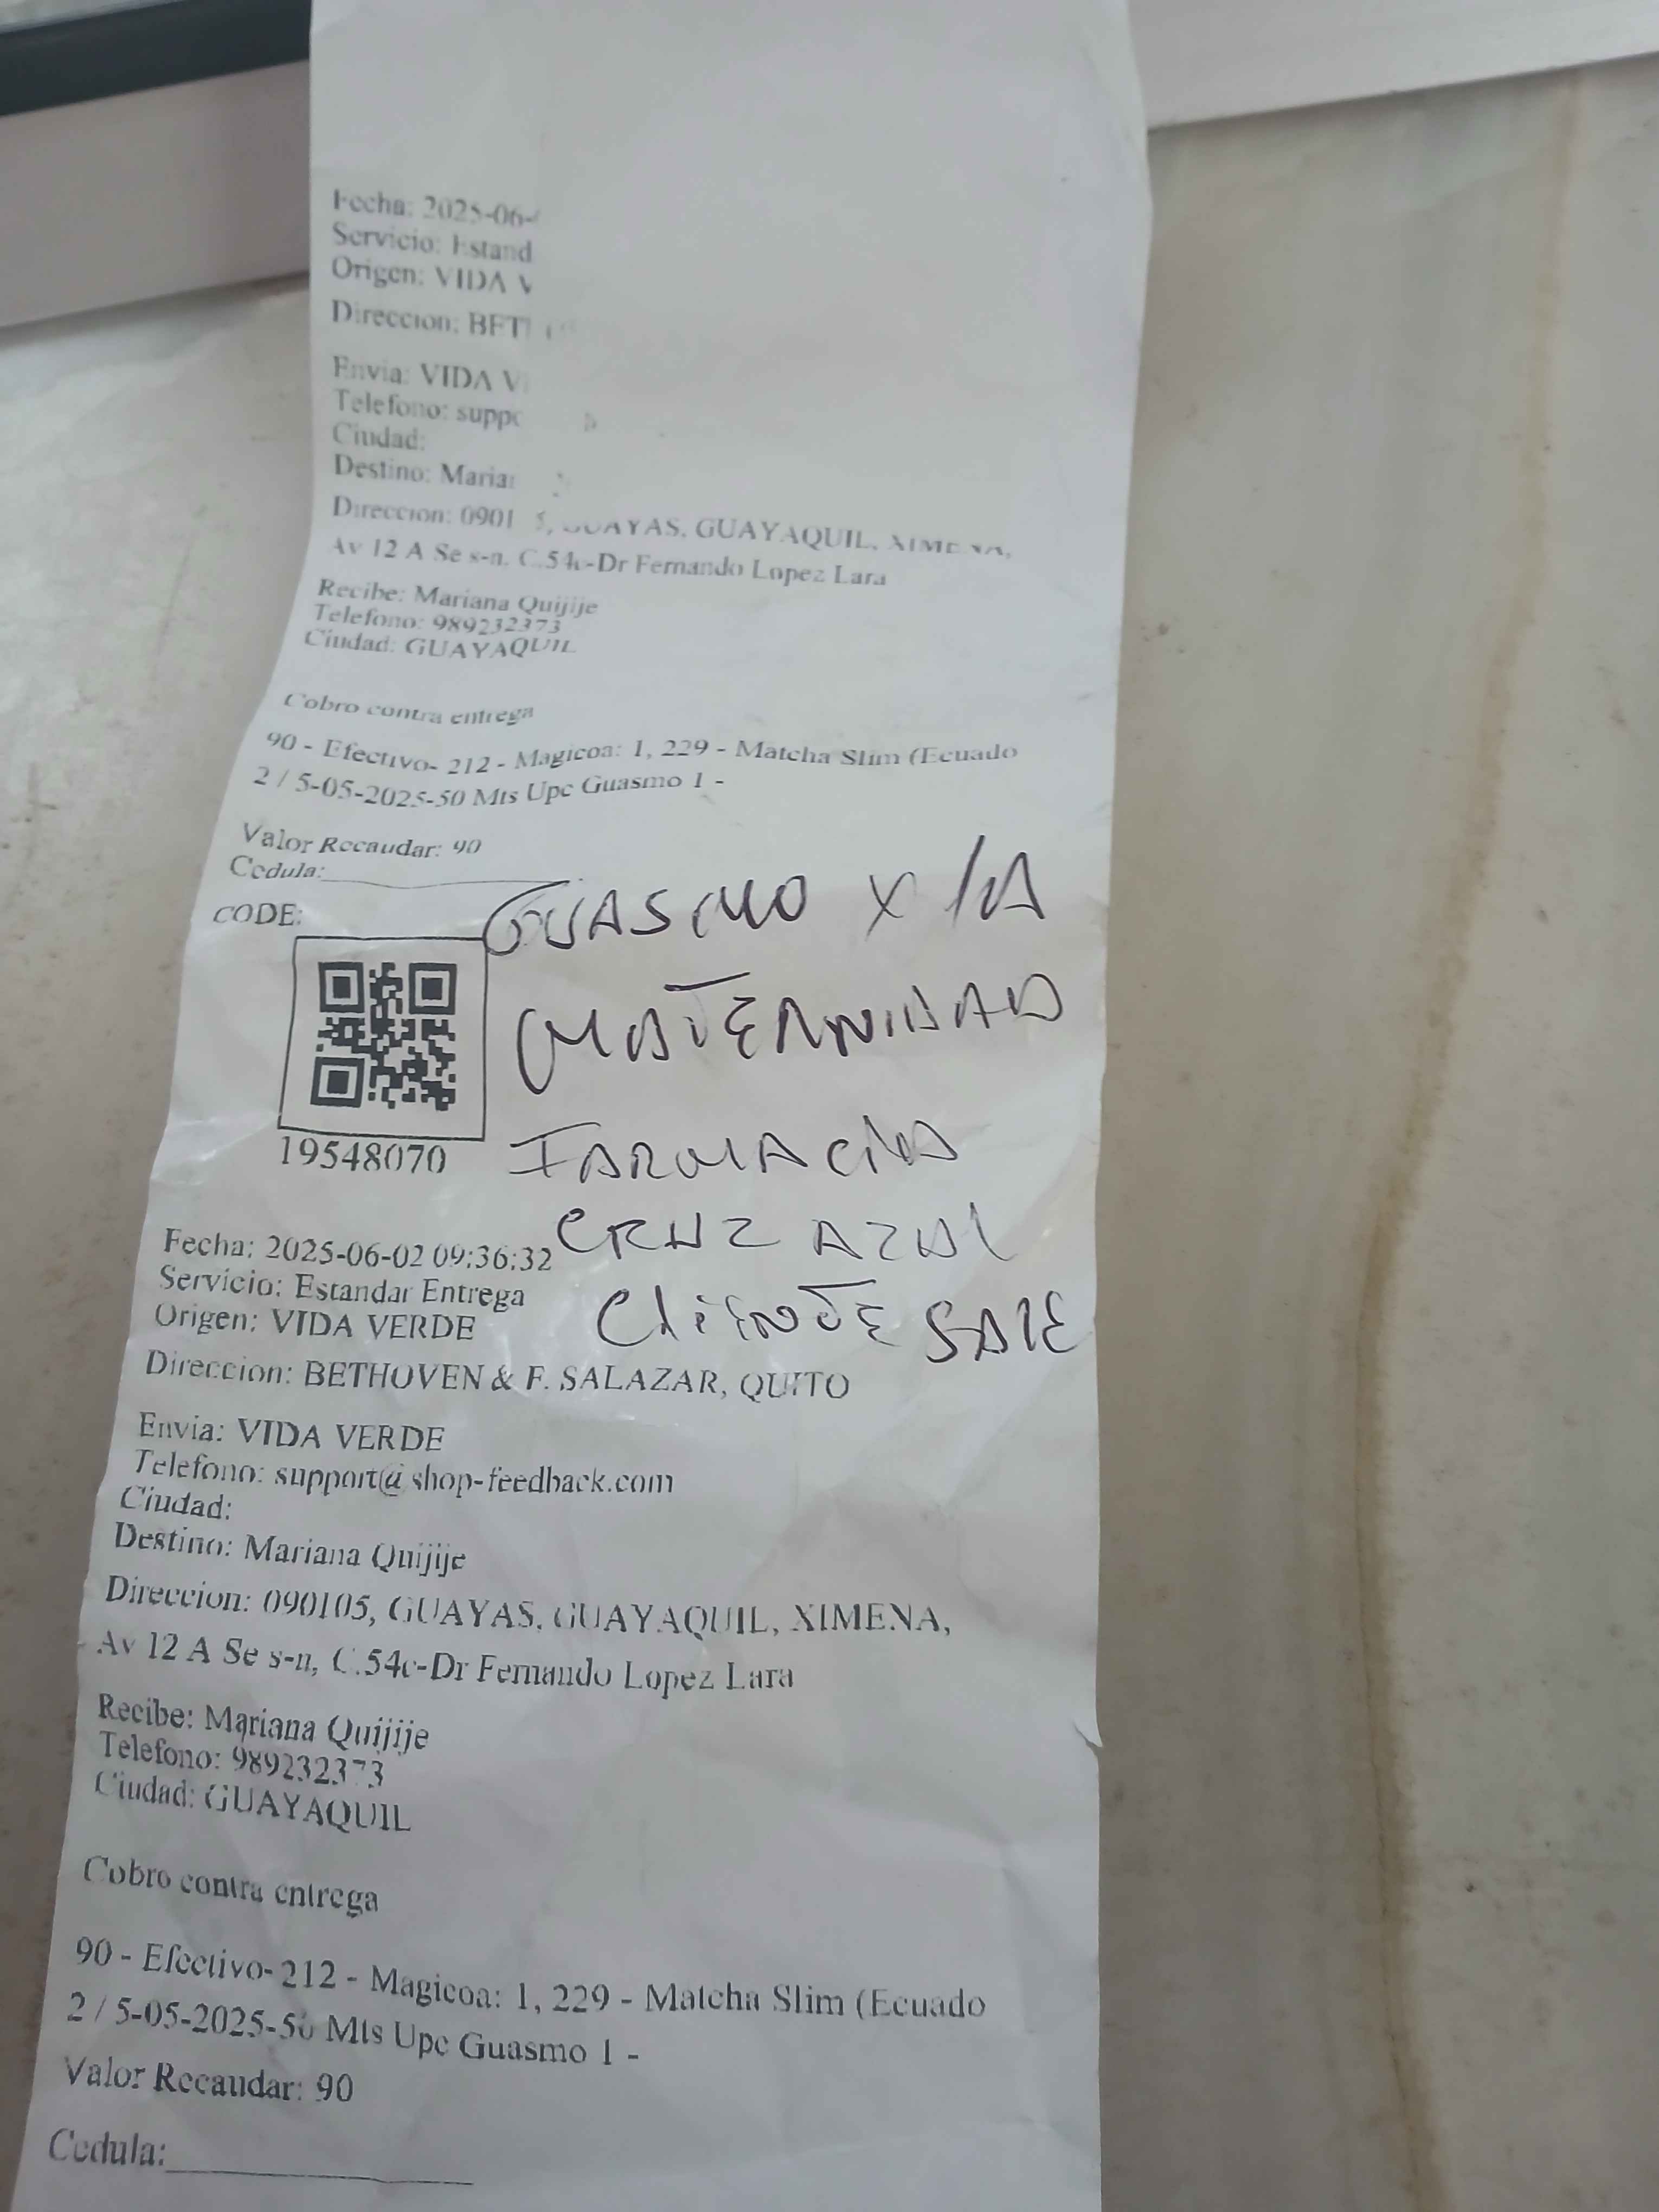 Fecha: 2025-06-
Servicio: Estand
Origen: VIDA V
Direccion: BET
Envia: VIDA V
Telefono: suppo
Ciudad:
Destino: Maria
Direccion: 0901 5, GUAYAS, GUAYAQUIL, XIMENA,
Av 12 A Se s-n, C.54c-Dr Fernando Lopez Lara
Recibe: Mariana Quijije
Telefono: 989232373
Ciudad: GUAYAQUIL
Cobro contra entrega
90 - Efectivo- 212 - Magicoa: 1, 229 - Matcha Slim (Ecuado
2 / 5-05-2025-50 Mts Upc Guasmo 1 -
Valor Recaudar: 90
Cedula:
CODE:
GUASMO X LA
MATERNIDAD
FARMACIA
CRUZ AZUL
CLIENTE SALE
19548070
Fecha: 2025-06-02 09:36:32
Servicio: Estandar Entrega
Origen: VIDA VERDE
Direccion: BETHOVEN & F. SALAZAR, QUITO
Envia: VIDA VERDE
Telefono: support@shop-feedback.com
Ciudad:
Destino: Mariana Quijije
Direccion: 090105, GUAYAS, GUAYAQUIL, XIMENA,
Av 12 A Se s-n, C.54c-Dr Fernando Lopez Lara
Recibe: Mariana Quijije
Telefono: 989232373
Ciudad: GUAYAQUIL
Cobro contra entrega
90 - Efectivo- 212 - Magicoa: 1, 229 - Matcha Slim (Ecuado
2 / 5-05-2025-50 Mts Upc Guasmo 1 -
Valor Recaudar: 90
Cedula: